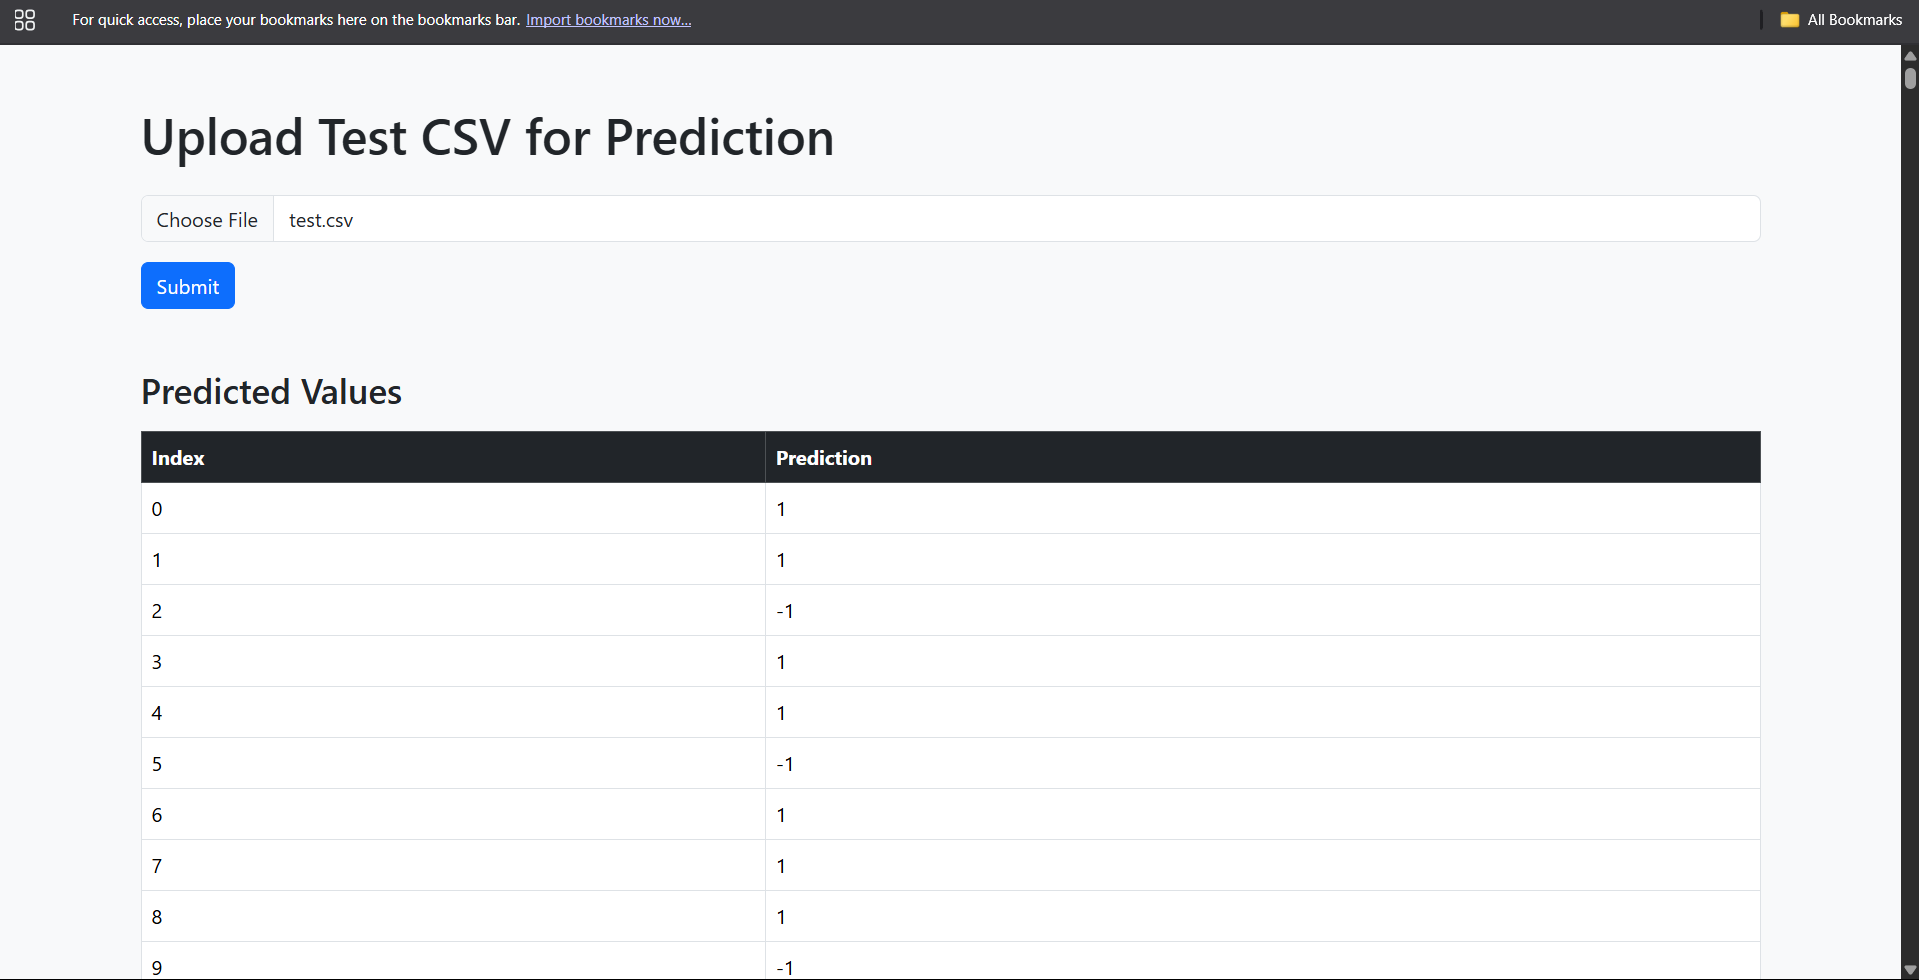 For quick access, place your bookmarks here on the bookmarks bar. Import bookmarks now... All Bookmarks
Upload Test CSV for Prediction
Choose File test.csv
Submit
Predicted Values
Index Prediction
0 1
1 1
2 -1
3 1
4 1
5 -1
6 1
7 1
8 1
9 -1